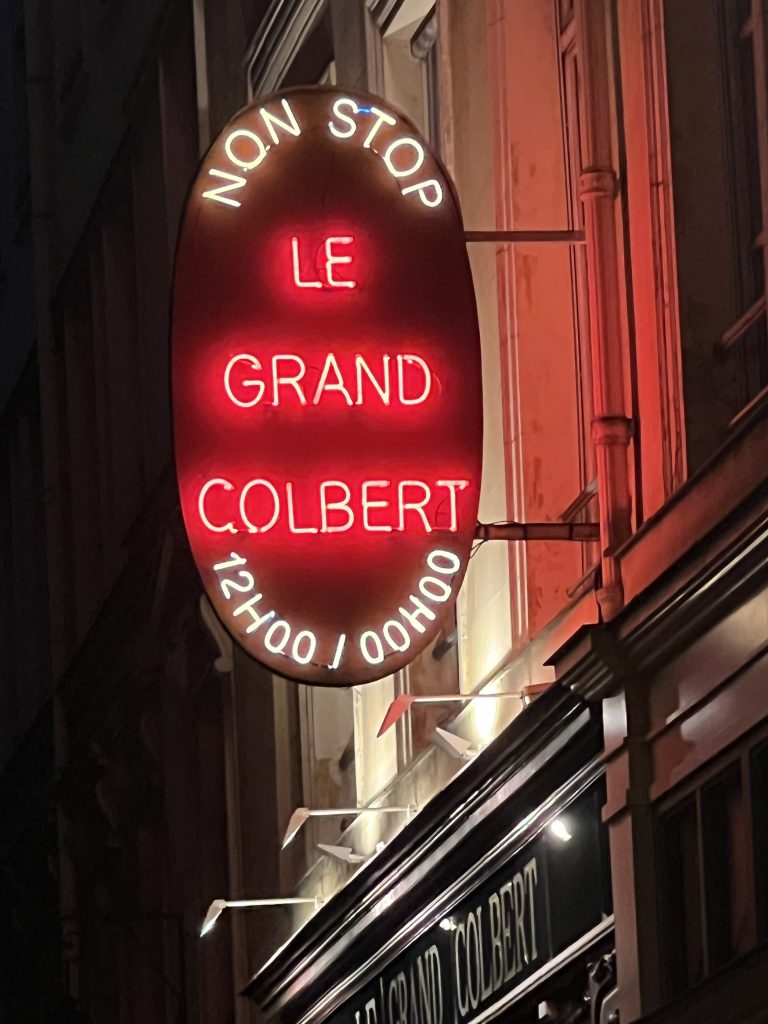 NON STOP
LE
GRAND
COLBERT
12H00 / 00H00
LE GRAND COLBERT